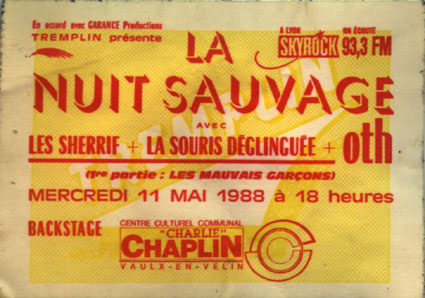 En accord avec GARANCE Productions
TREMPLIN présente
A LYON ON ÉCOUTE
SKYROCK 93,3 FM
LA
NUIT SAUVAGE
AVEC
LES SHERRIF + LA SOURIS DÉGLINGUÉE + oth
(1re partie : LES MAUVAIS GARÇONS)
MERCREDI 11 MAI 1988 à 18 heures
BACKSTAGE
CENTRE CULTUREL COMMUNAL
"CHARLIE"
CHAPLIN
VAULX-EN-VELIN
TREMPLIN